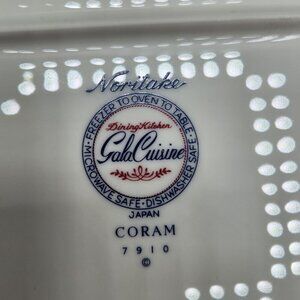 Noritake
FREEZER TO OVEN TO TABLE • MICROWAVE SAFE • DISHWASHER SAFE •
Dining Kitchen
Gala Cuisine
JAPAN
CORAM
7910
©